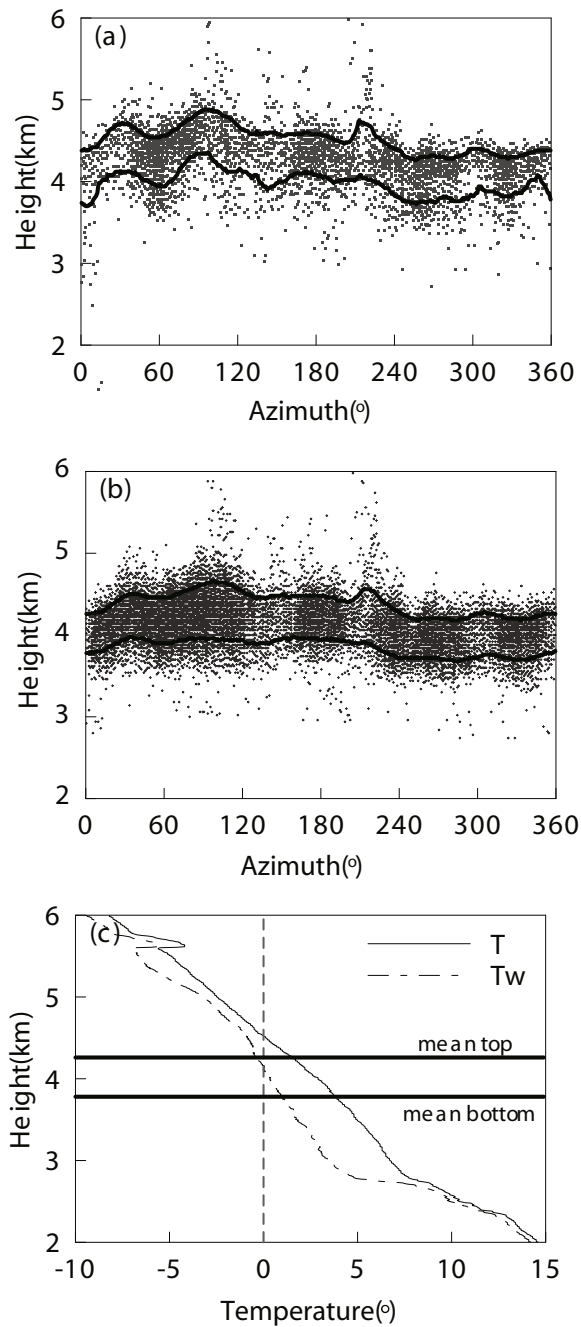 6
(a)
5
4
3
2
Height(km)
0 60 120 180 240 300 360
Azimuth(º)
6
(b)
5
4
3
2
Height(km)
0 60 120 180 240 300 360
Azimuth(º)
6
(c)
T
Tw
5
mean top
4
mean bottom
3
2
Height(km)
-10 -5 0 5 10 15
Temperature(º)